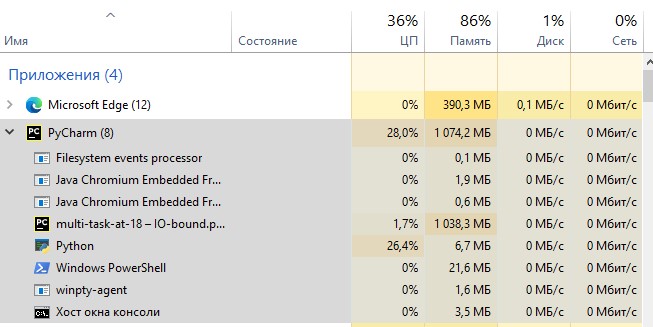 36% 86% 1% 0%
Имя Состояние ЦП Память Диск Сеть
Приложения (4)
Microsoft Edge (12) 0% 390,3 МБ 0,1 МБ/с 0 Мбит/с
PyCharm (8) 28,0% 1 074,2 МБ 0 МБ/с 0 Мбит/с
Filesystem events processor 0% 0,1 МБ 0 МБ/с 0 Мбит/с
Java Chromium Embedded Fr... 0% 1,9 МБ 0 МБ/с 0 Мбит/с
Java Chromium Embedded Fr... 0% 0,6 МБ 0 МБ/с 0 Мбит/с
multi-task-at-18 – IO-bound.p... 1,7% 1 038,3 МБ 0 МБ/с 0 Мбит/с
Python 26,4% 6,7 МБ 0 МБ/с 0 Мбит/с
Windows PowerShell 0% 21,6 МБ 0 МБ/с 0 Мбит/с
winpty-agent 0% 1,6 МБ 0 МБ/с 0 Мбит/с
Хост окна консоли 0% 3,5 МБ 0 МБ/с 0 Мбит/с